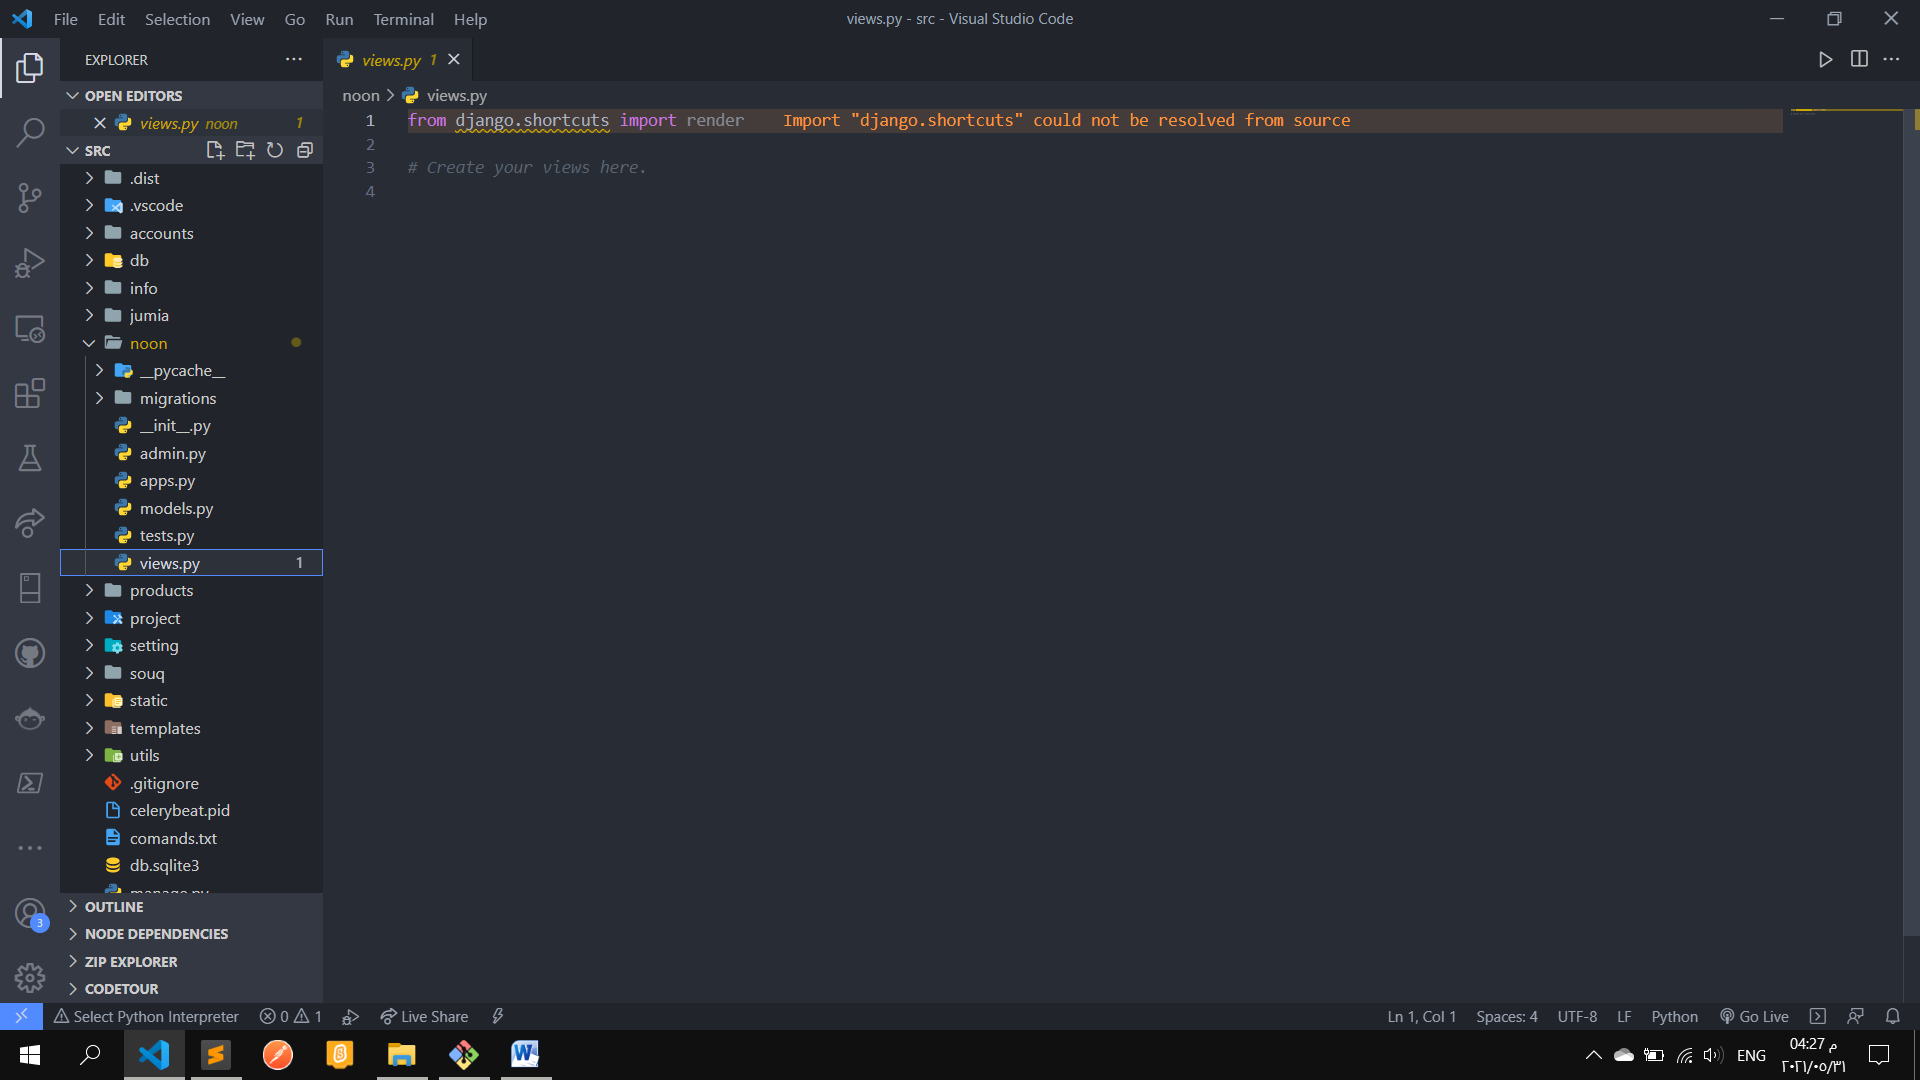 File Edit Selection View Go Run Terminal Help
views.py - src - Visual Studio Code
EXPLORER
OPEN EDITORS
views.py noon 1
SRC
.dist
.vscode
accounts
db
info
jumia
noon
__pycache__
migrations
__init__.py
admin.py
apps.py
models.py
tests.py
views.py 1
products
project
setting
souq
static
templates
utils
.gitignore
celerybeat.pid
comands.txt
db.sqlite3
manage.py
OUTLINE
NODE DEPENDENCIES
ZIP EXPLORER
CODETOUR
views.py 1
noon > views.py
1 from django.shortcuts import render Import "django.shortcuts" could not be resolved from source
2
3 # Create your views here.
4
3
Select Python Interpreter 0 1 Live Share
Ln 1, Col 1 Spaces: 4 UTF-8 LF Python Go Live
ENG
04:27 م
٢٠٢١/٠٥/٣١